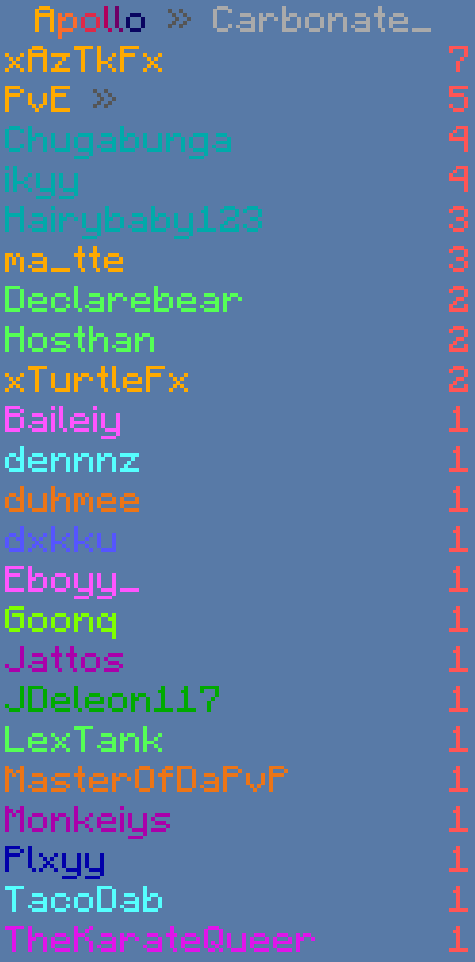 Apollo » Carbonate_
xAzTkFx 7
PvE » 5
Chugabunga 4
ikyy 4
Hairybaby123 3
ma_tte 3
Declarebear 2
Hosthan 2
xTurtleFx 2
Baileiy 1
dennnz 1
duhmee 1
dxkku 1
Eboyy_ 1
Goonq 1
Jattos 1
JDeleon117 1
LexTank 1
MasterOfDaPvP 1
Monkeiys 1
Plxyy 1
TacoDab 1
TheKarateQueer 1